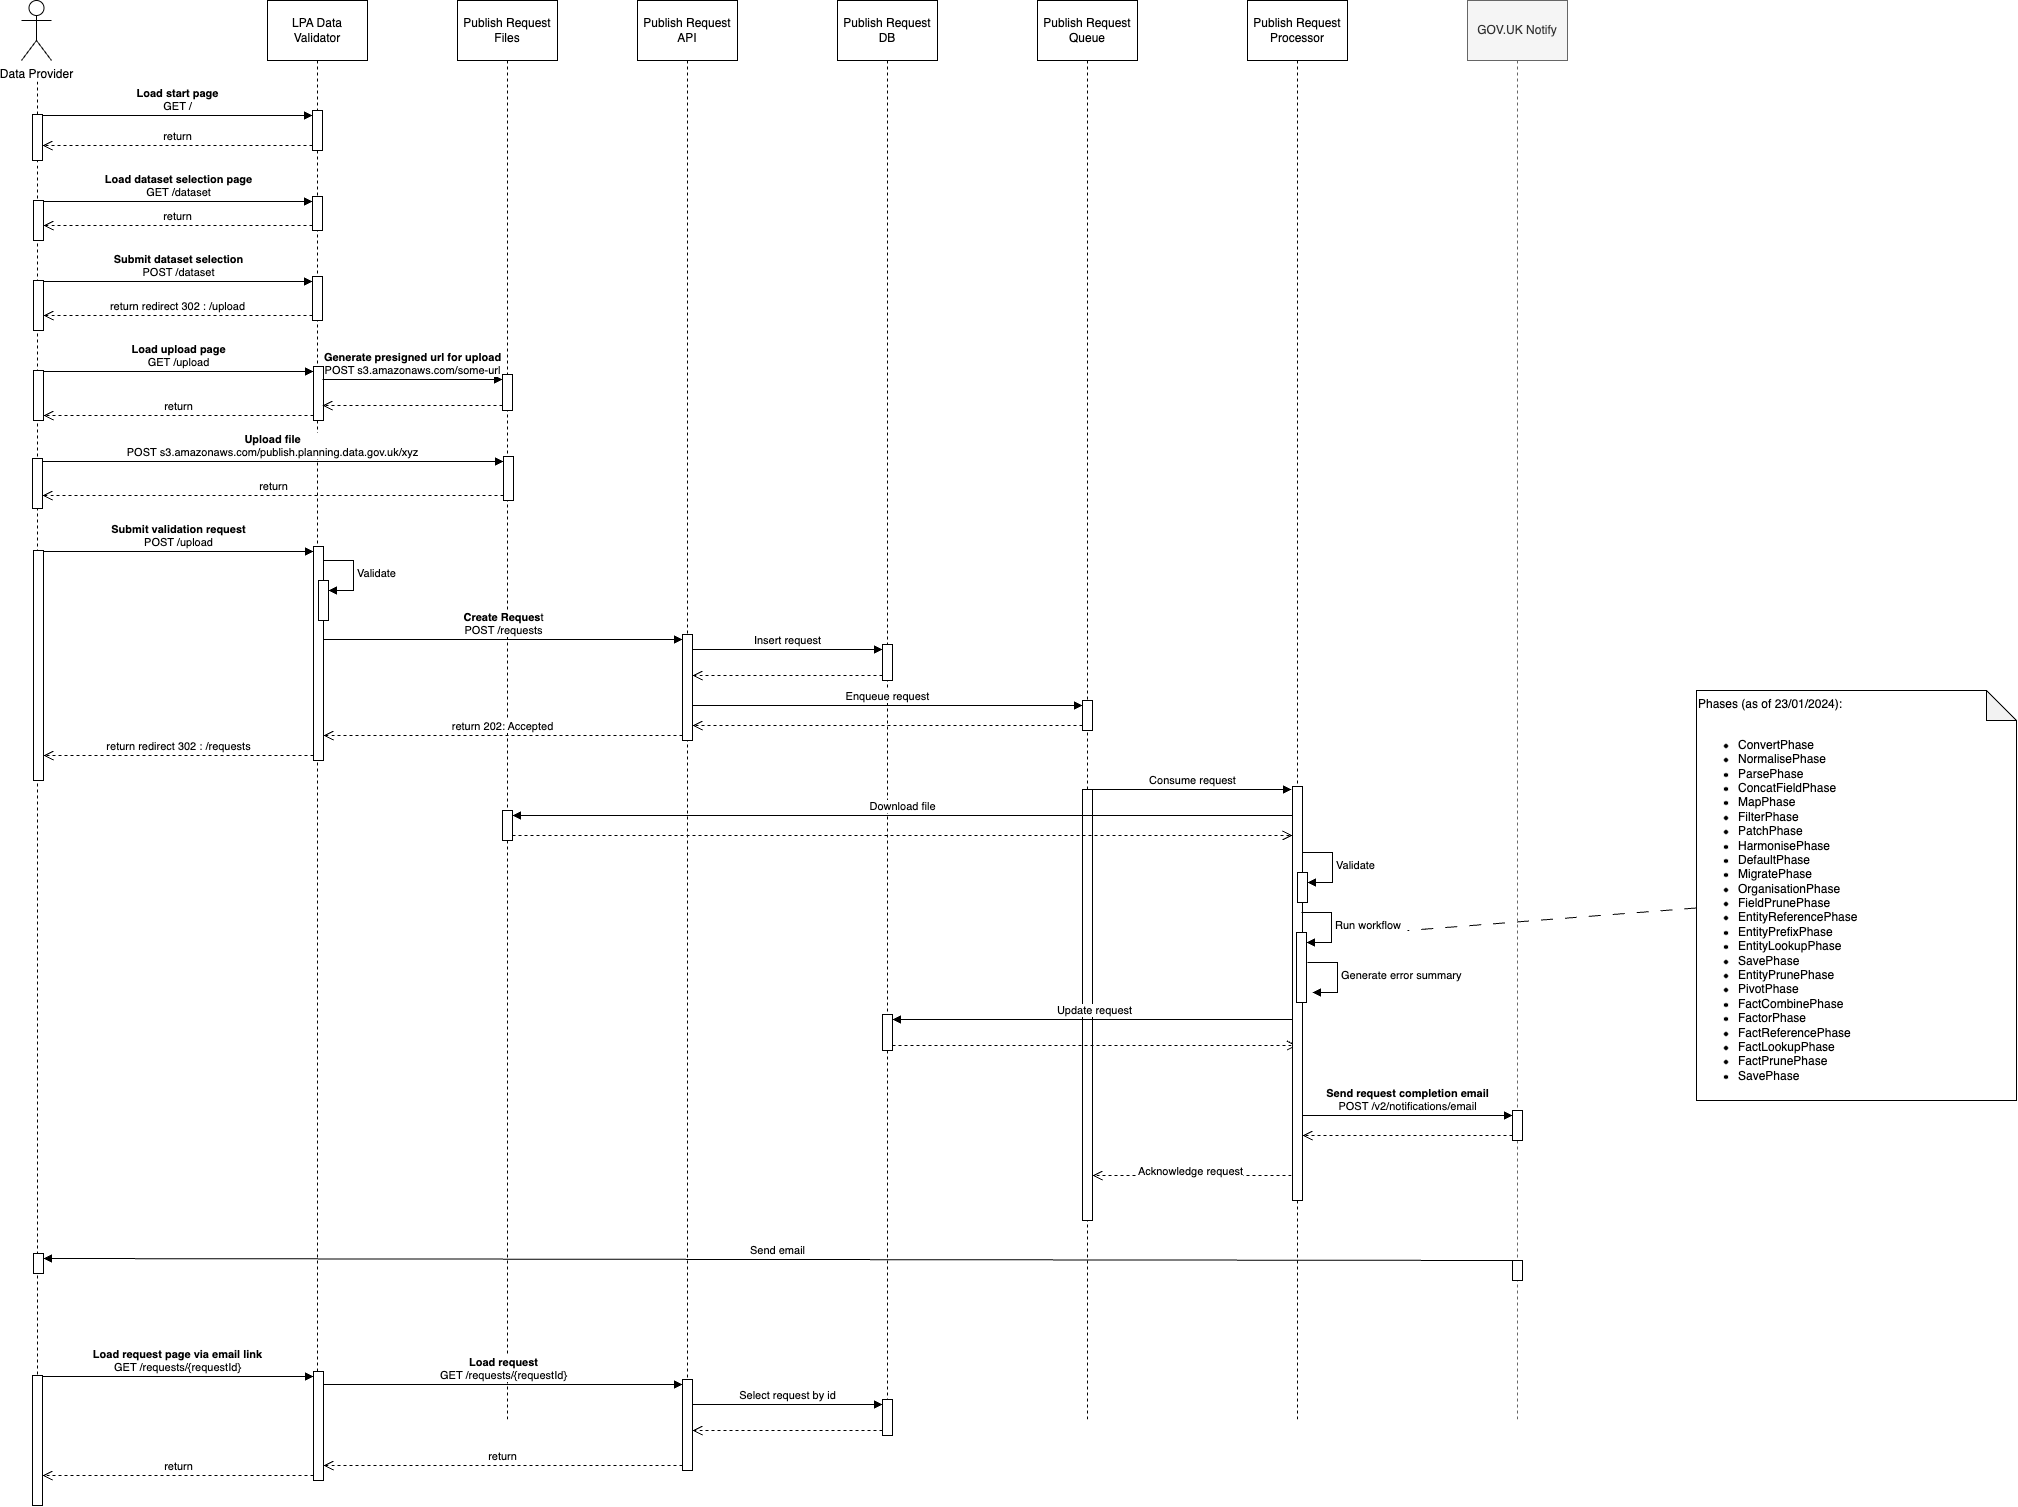 Data Provider
LPA Data
Validator
Publish Request
Files
Publish Request
API
Publish Request
DB
Publish Request
Queue
Publish Request
Processor
GOV.UK Notify
Load start page
GET /
return
Load dataset selection page
GET /dataset
return
Submit dataset selection
POST /dataset
return redirect 302 : /upload
Load upload page
GET /upload
Generate presigned url for upload
POST s3.amazonaws.com/some-url
return
Upload file
POST s3.amazonaws.com/publish.planning.data.gov.uk/xyz
return
Submit validation request
POST /upload
Validate
Create Request
POST /requests
Insert request
Enqueue request
return 202: Accepted
return redirect 302 : /requests
Consume request
Download file
Validate
Run workflow
Generate error summary
Update request
Send request completion email
POST /v2/notifications/email
Acknowledge request
Phases (as of 23/01/2024):
ConvertPhase
NormalisePhase
ParsePhase
ConcatFieldPhase
MapPhase
FilterPhase
PatchPhase
HarmonisePhase
DefaultPhase
MigratePhase
OrganisationPhase
FieldPrunePhase
EntityReferencePhase
EntityPrefixPhase
EntityLookupPhase
SavePhase
EntityPrunePhase
PivotPhase
FactCombinePhase
FactorPhase
FactReferencePhase
FactLookupPhase
FactPrunePhase
SavePhase
Send email
Load request page via email link
GET /requests/{requestId}
Load request
GET /requests/{requestId}
Select request by id
return
return